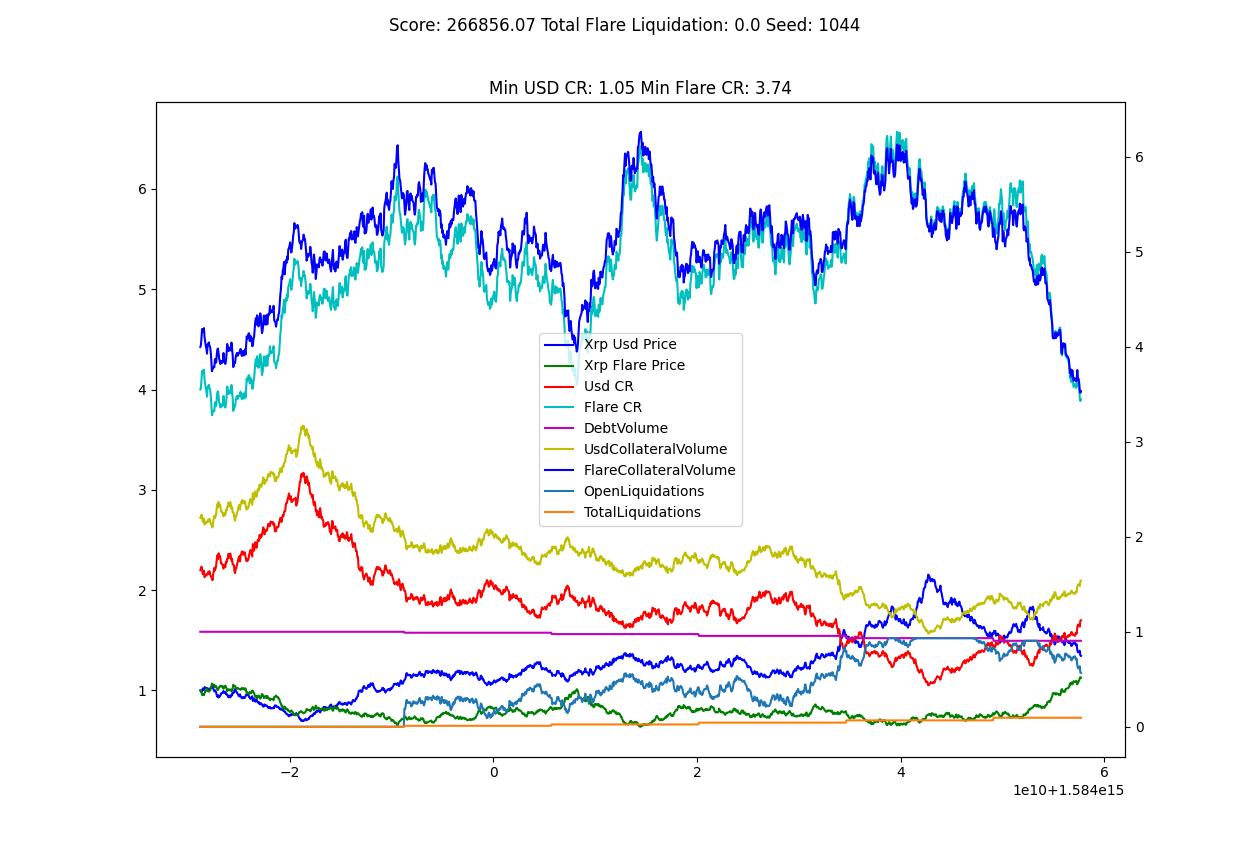 Score: 266856.07 Total Flare Liquidation: 0.0 Seed: 1044
Min USD CR: 1.05 Min Flare CR: 3.74
6
5
4
3
2
1
6
5
4
3
2
1
0
Xrp Usd Price
Xrp Flare Price
Usd CR
Flare CR
DebtVolume
UsdCollateralVolume
FlareCollateralVolume
OpenLiquidations
TotalLiquidations
−2
0
2
4
6
1e10+1.584e15